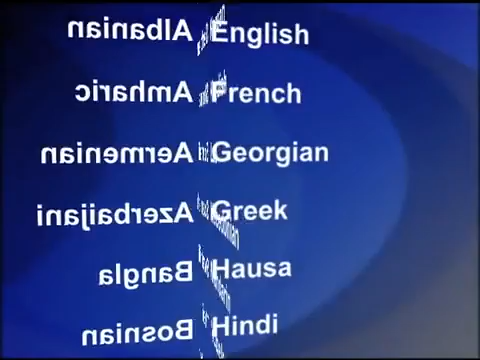 Albanian English
Amharic French
Aermenian Georgian
Azerbaijani Greek
Bangla Hausa
Bosnian Hindi